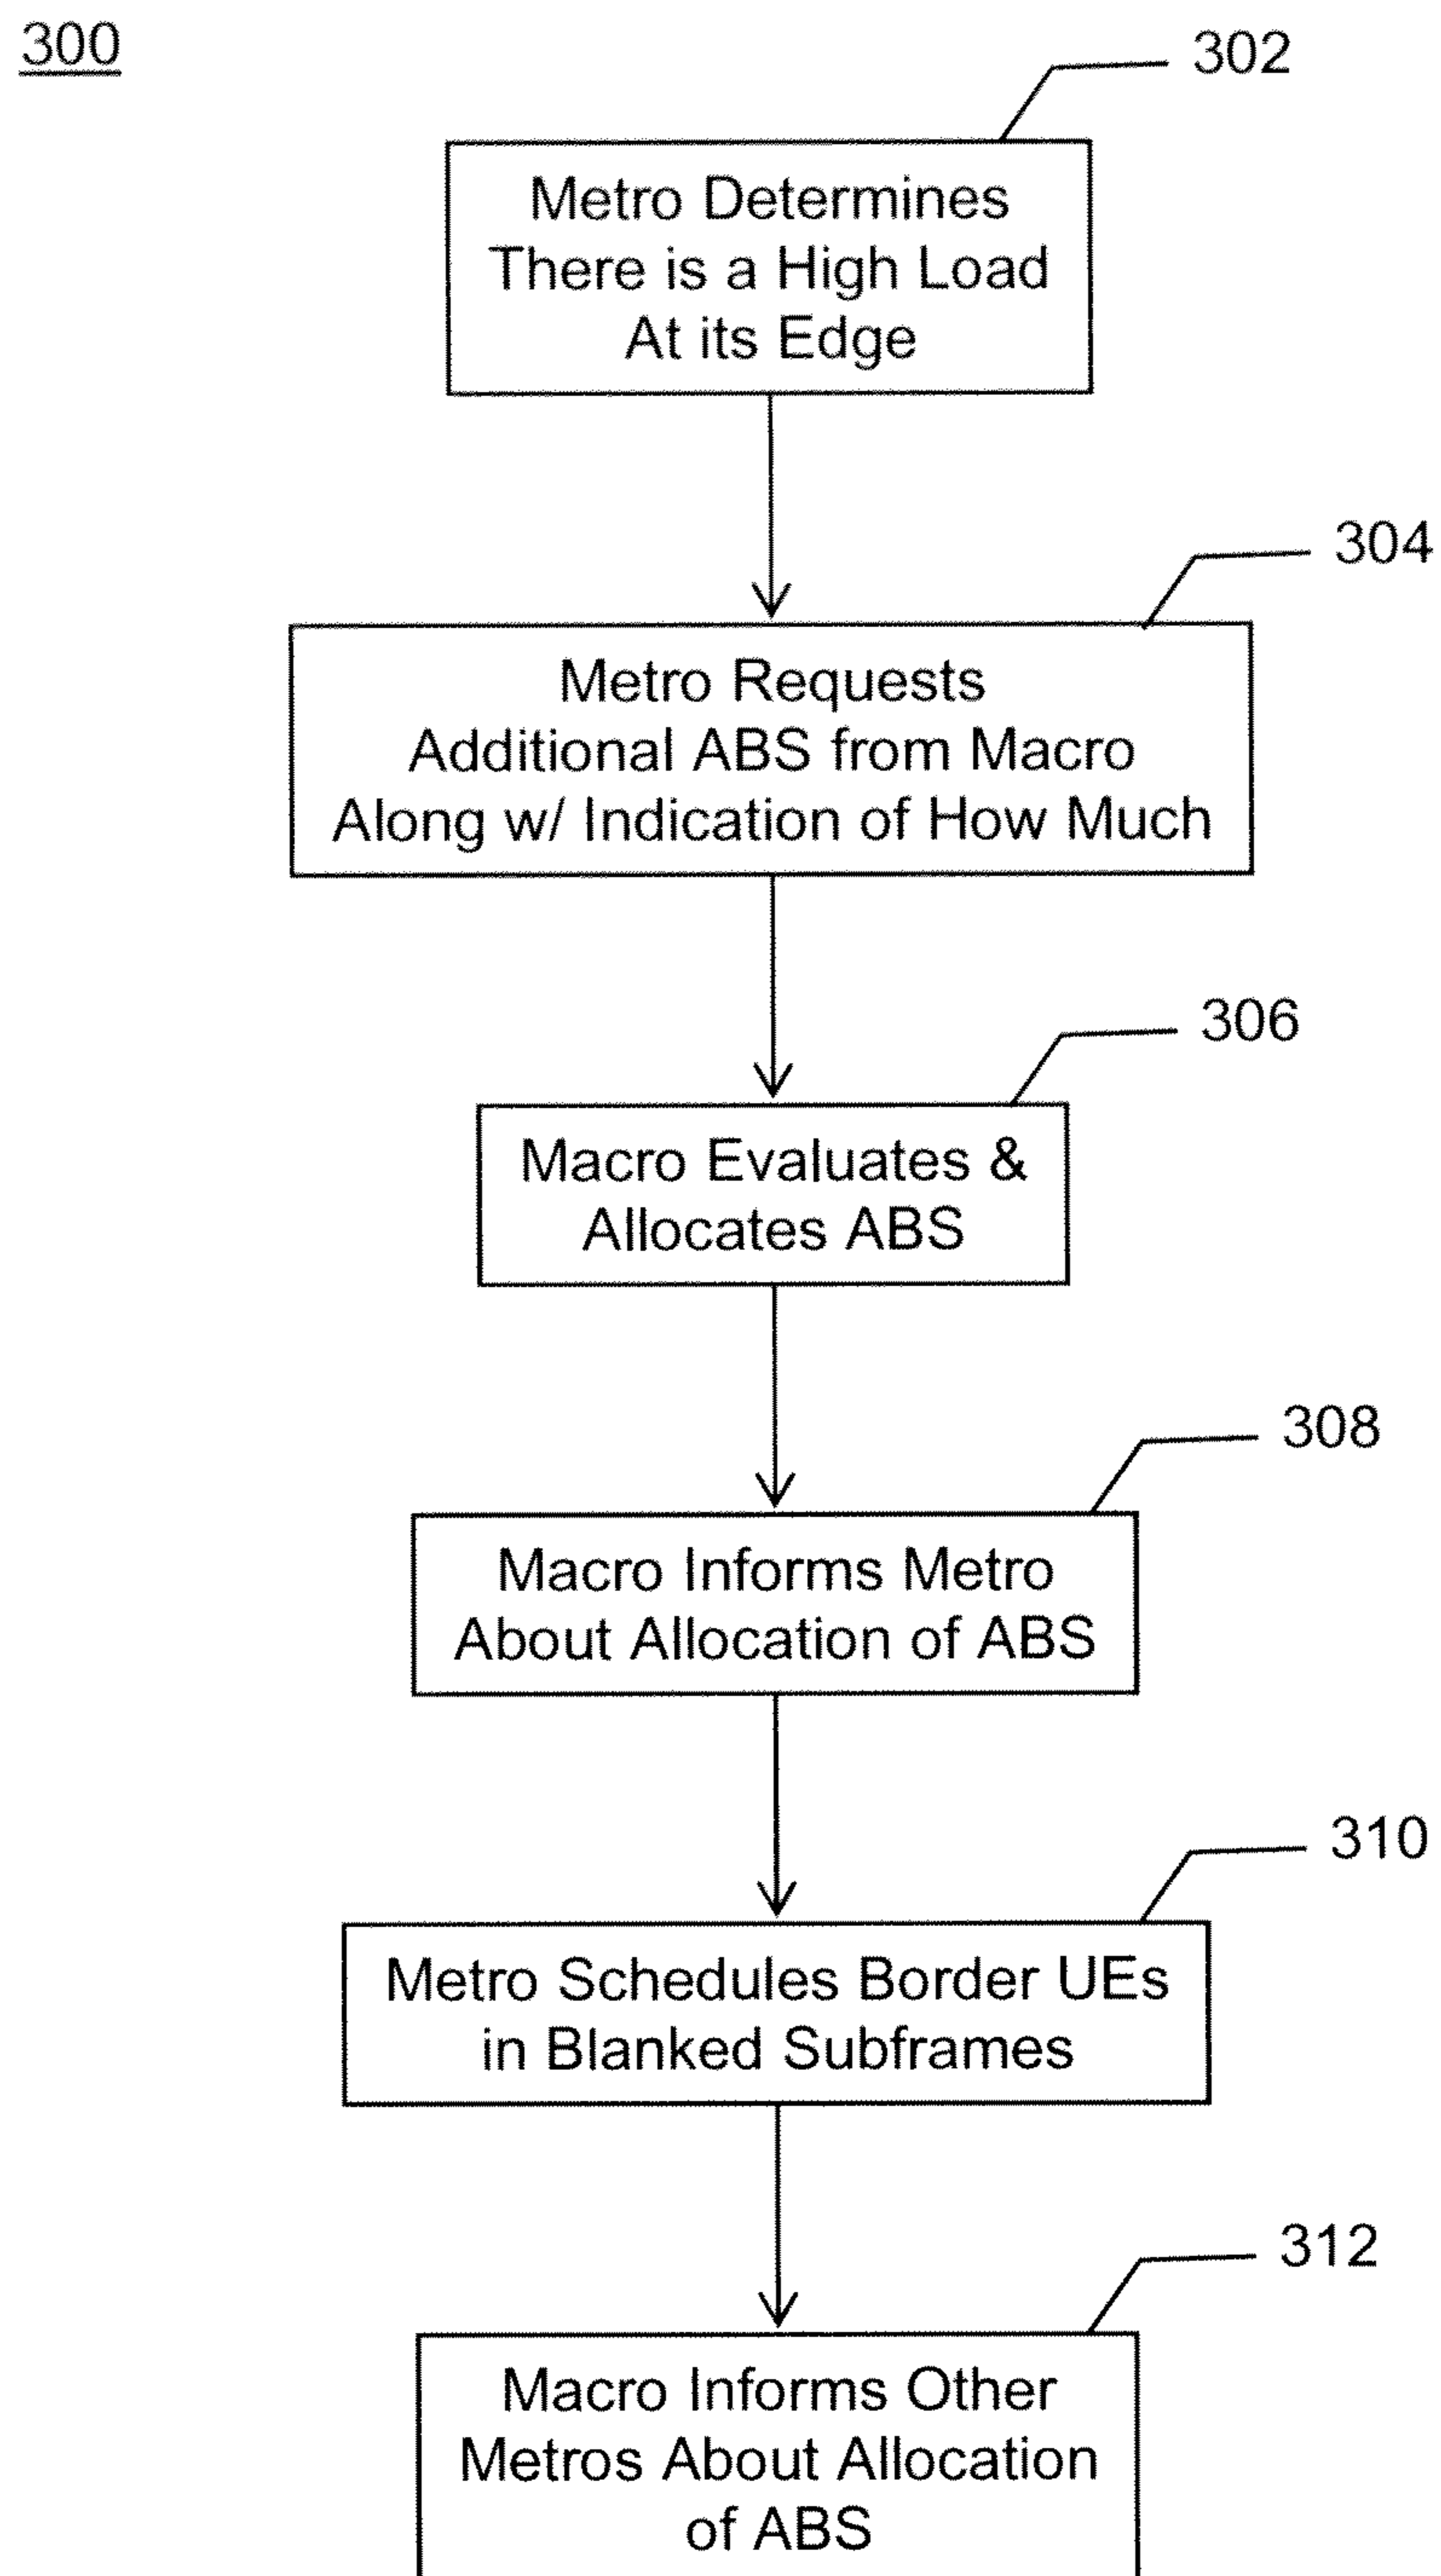 300
302
Metro Determines
There is a High Load
At its Edge
304
Metro Requests
Additional ABS from Macro
Along w/ Indication of How Much
306
Macro Evaluates &
Allocates ABS
308
Macro Informs Metro
About Allocation of ABS
310
Metro Schedules Border UEs
in Blanked Subframes
312
Macro Informs Other
Metros About Allocation
of ABS